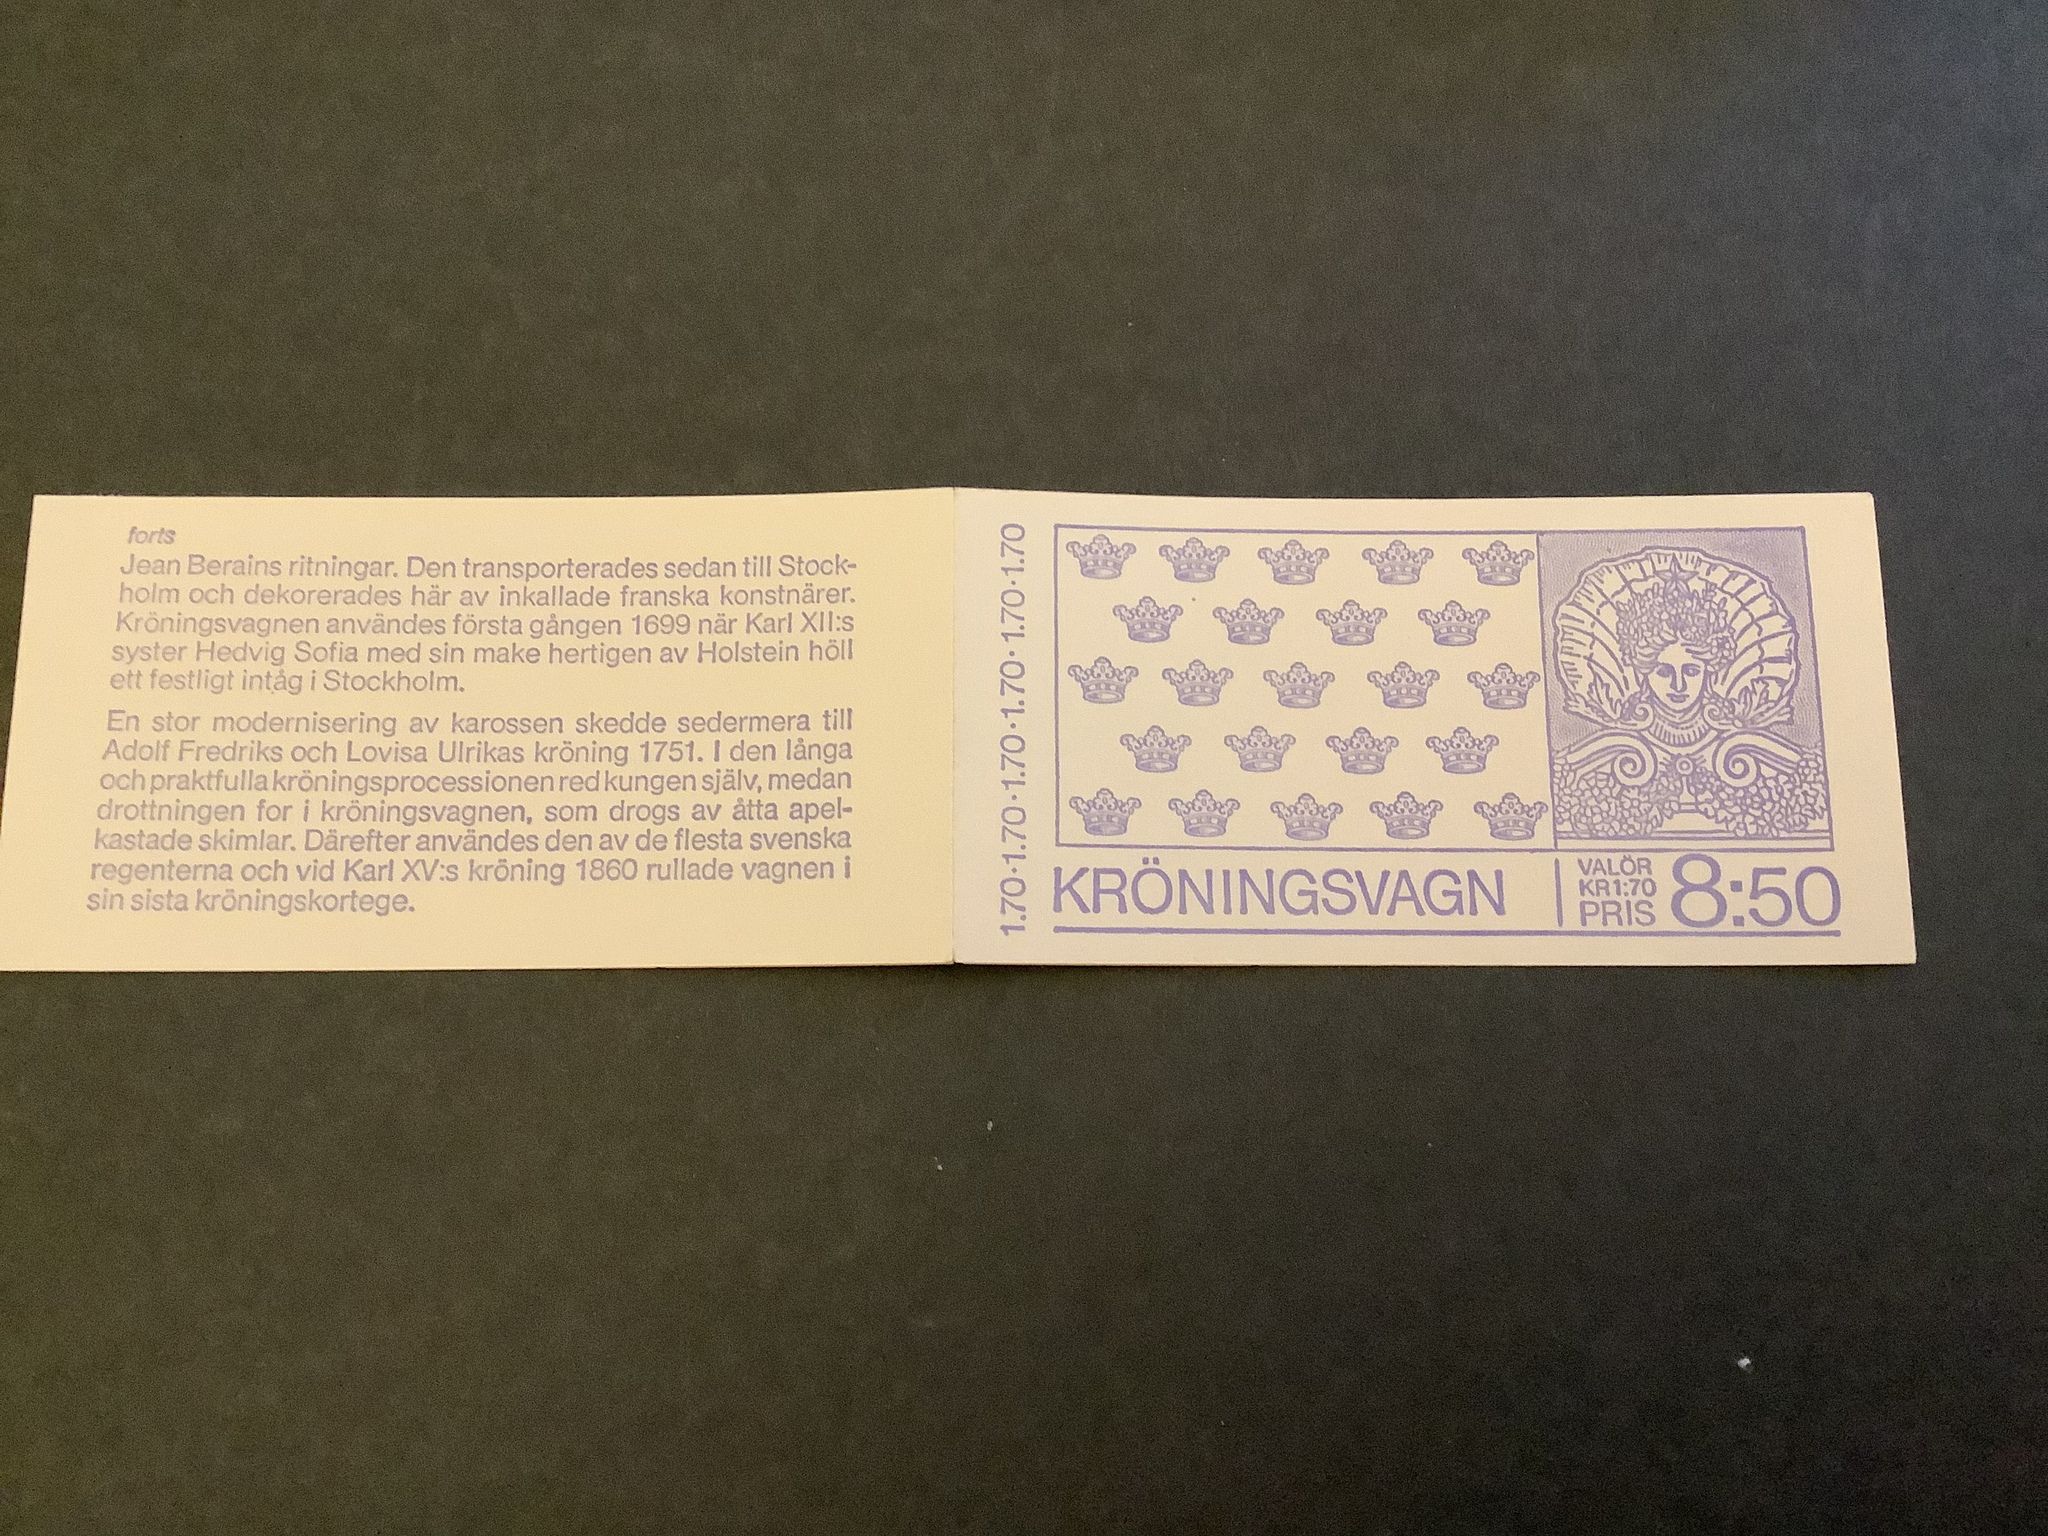 forts
Jean Berains ritningar. Den transporterades sedan till Stock-
holm och dekorerades här av inkallade franska konstnärer.
Kröningsvagnen användes första gången 1699 när Karl XII:s
syster Hedvig Sofia med sin make hertigen av Holstein höll
ett festligt intåg i Stockholm.
En stor modernisering av karossen skedde sedermera till
Adolf Fredriks och Lovisa Ulrikas kröning 1751. I den långa
och praktfulla kröningsprocessionen red kungen själv, medan
drottningen for i kröningsvagnen, som drogs av åtta apel-
kastade skimlar. Därefter användes den av de flesta svenska
regenterna och vid Karl XV:s kröning 1860 rullade vagnen i
sin sista kröningskortege.
1.70·1.70·1.70·1.70·1.70·1.70
KRÖNINGSVAGN
VALÖR
KR1:70
PRIS 8:50